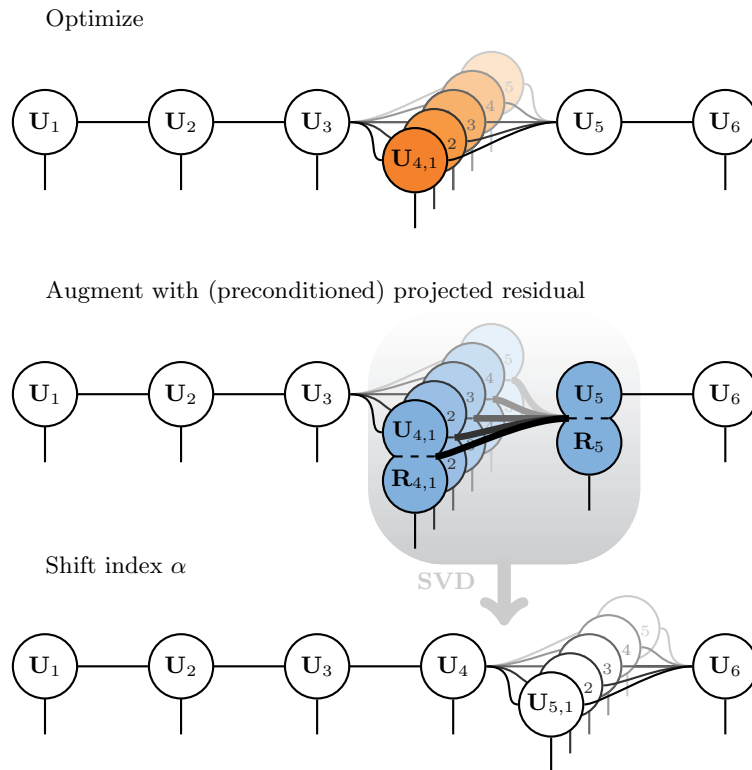 Optimize
U₁ U₂ U₃ U₄,₁ 2 3 4 5 U₅ U₆
Augment with (preconditioned) projected residual
U₁ U₂ U₃ U₄,₁ 2 3 4 5 U₅ U₆
R₄,₁ 2 3 5 R₅
SVD
Shift index α
U₁ U₂ U₃ U₄ U₅,₁ 2 3 4 5 U₆